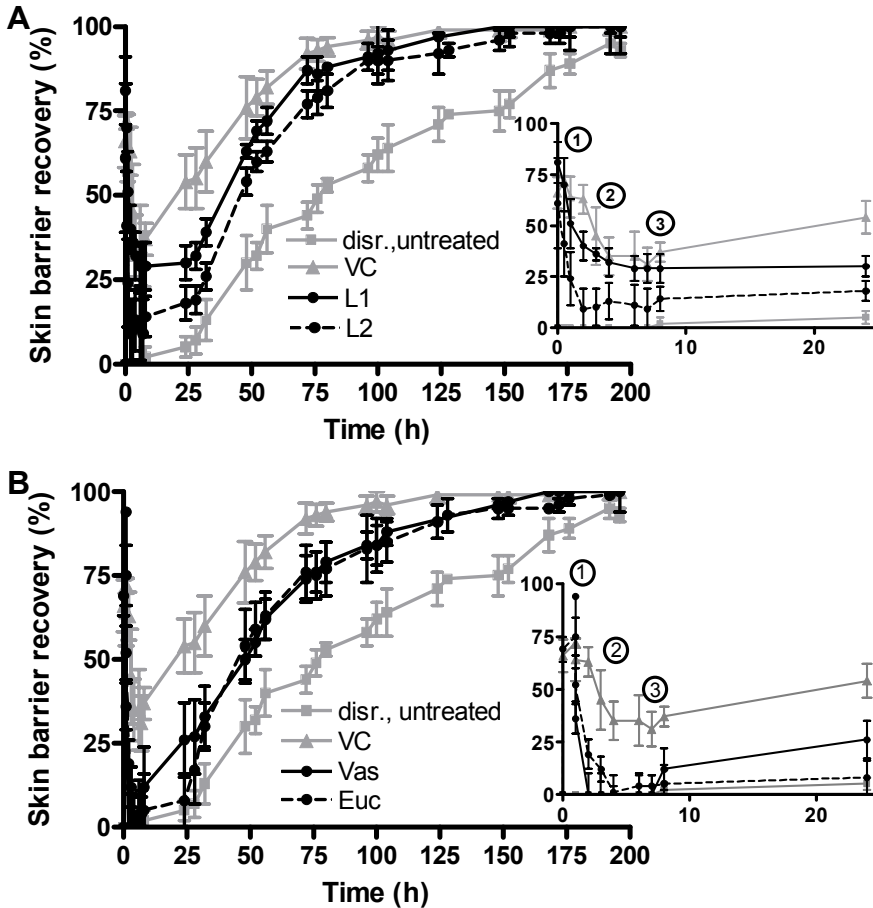 A
Skin barrier recovery (%)
100
75
50
25
0
disr.,untreated
VC
L1
L2
0 25 50 75 100 125 150 175 200
Time (h)
100
75
50
25
0
1
2
3
0 10 20
B
Skin barrier recovery (%)
100
75
50
25
0
disr., untreated
VC
Vas
Euc
0 25 50 75 100 125 150 175 200
Time (h)
100
75
50
25
0
1
2
3
0 10 20